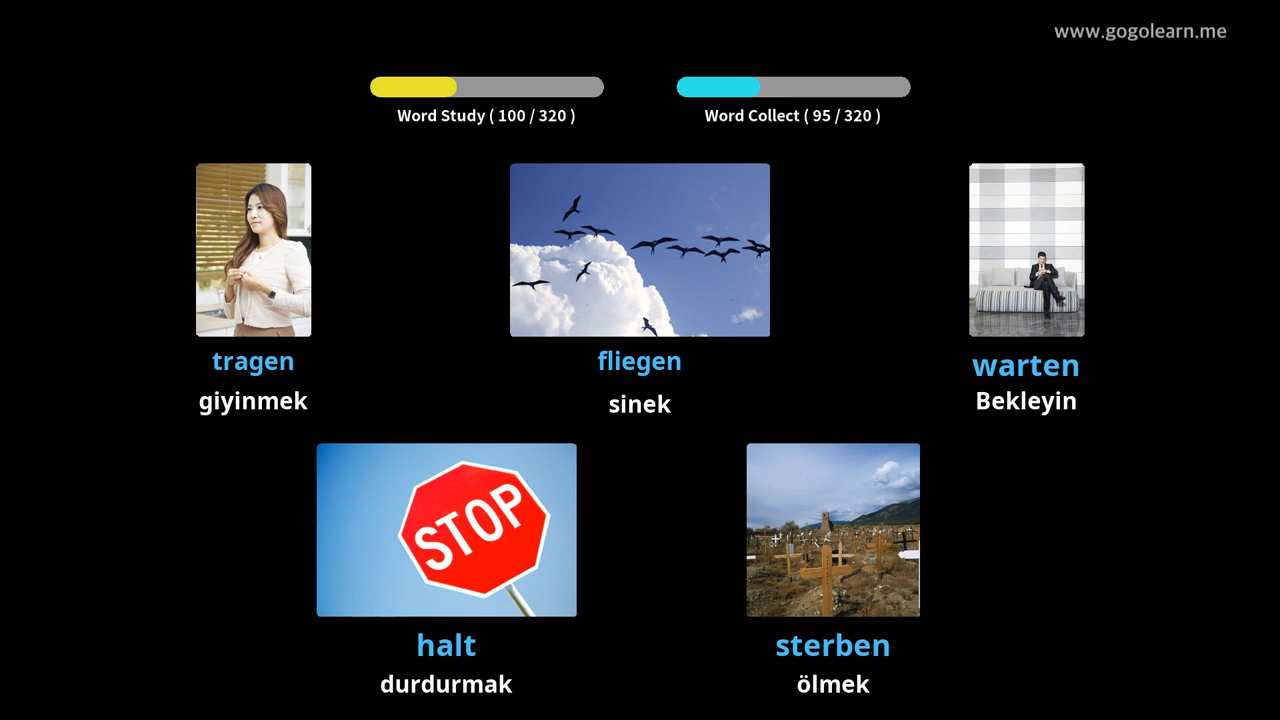 www.gogolearn.me
Word Study ( 100 / 320 )
Word Collect ( 95 / 320 )
tragen
giyinmek
fliegen
sinek
warten
Bekleyin
STOP
halt
durdurmak
sterben
ölmek